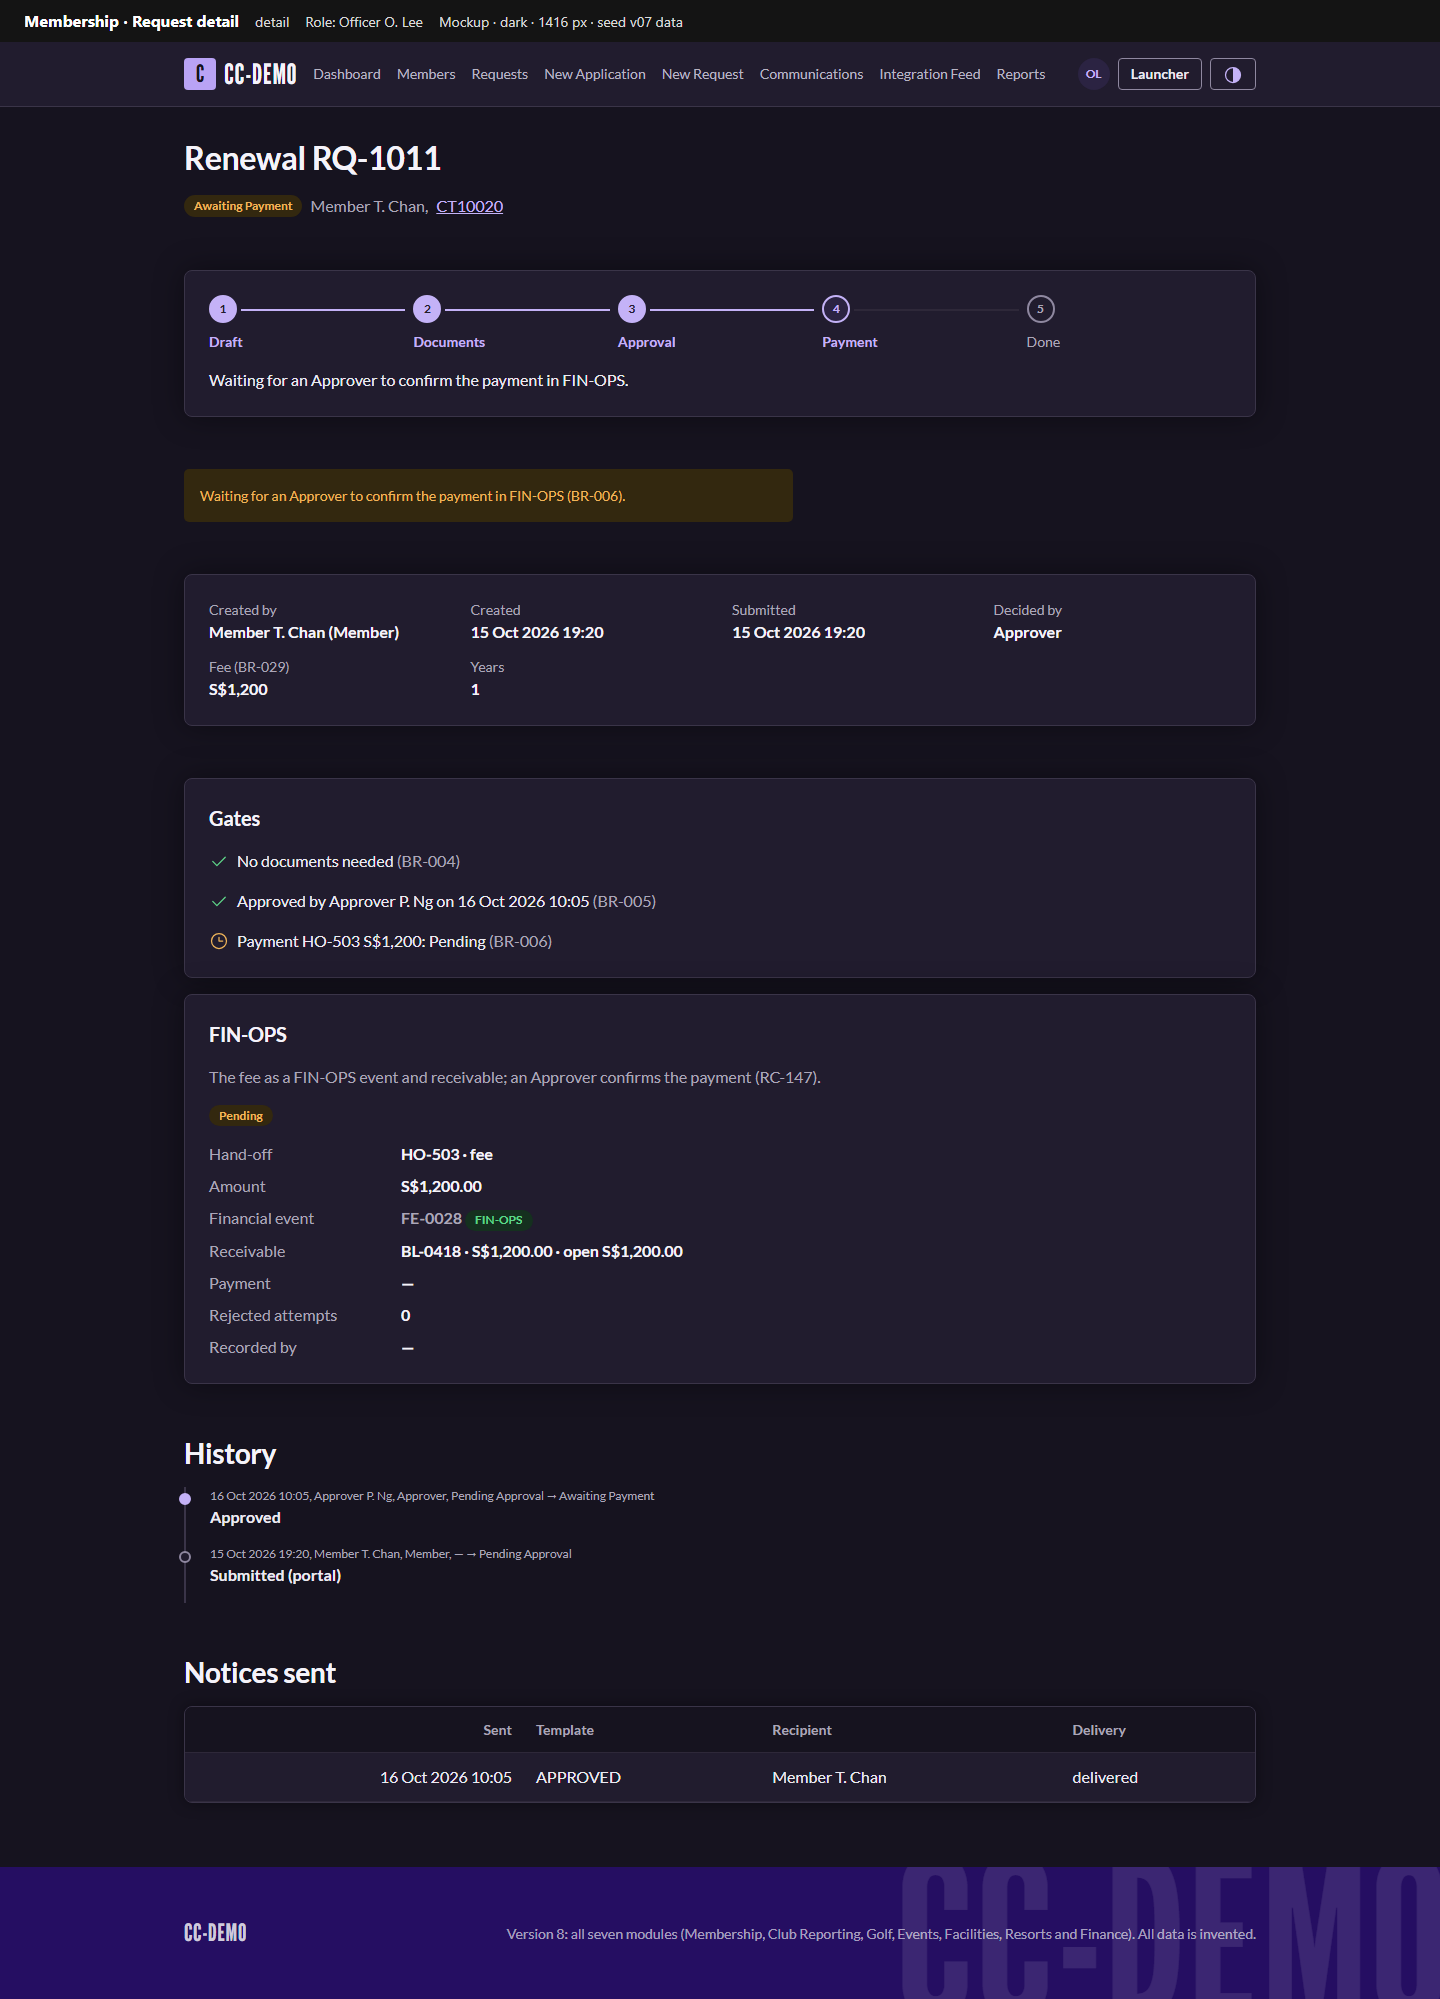 Membership · Request detail detail Role: Officer O. Lee Mockup · dark · 1416 px · seed v07 data
C CC-DEMO Dashboard Members Requests New Application New Request Communications Integration Feed Reports OL Launcher
Renewal RQ-1011
Awaiting Payment Member T. Chan, CT10020
1 2 3 4 5
Draft Documents Approval Payment Done
Waiting for an Approver to confirm the payment in FIN-OPS.
Waiting for an Approver to confirm the payment in FIN-OPS (BR-006).
Created by Created Submitted Decided by
Member T. Chan (Member) 15 Oct 2026 19:20 15 Oct 2026 19:20 Approver
Fee (BR-029) Years
S$1,200 1
Gates
No documents needed (BR-004)
Approved by Approver P. Ng on 16 Oct 2026 10:05 (BR-005)
Payment HO-503 S$1,200: Pending (BR-006)
FIN-OPS
The fee as a FIN-OPS event and receivable; an Approver confirms the payment (RC-147).
Pending
Hand-off HO-503 · fee
Amount S$1,200.00
Financial event FE-0028 FIN-OPS
Receivable BL-0418 · S$1,200.00 · open S$1,200.00
Payment —
Rejected attempts 0
Recorded by —
History
16 Oct 2026 10:05, Approver P. Ng, Approver, Pending Approval → Awaiting Payment
Approved
15 Oct 2026 19:20, Member T. Chan, Member, — → Pending Approval
Submitted (portal)
Notices sent
Sent Template Recipient Delivery
16 Oct 2026 10:05 APPROVED Member T. Chan delivered
CC-DEMO
CC-DEMO Version 8: all seven modules (Membership, Club Reporting, Golf, Events, Facilities, Resorts and Finance). All data is invented.